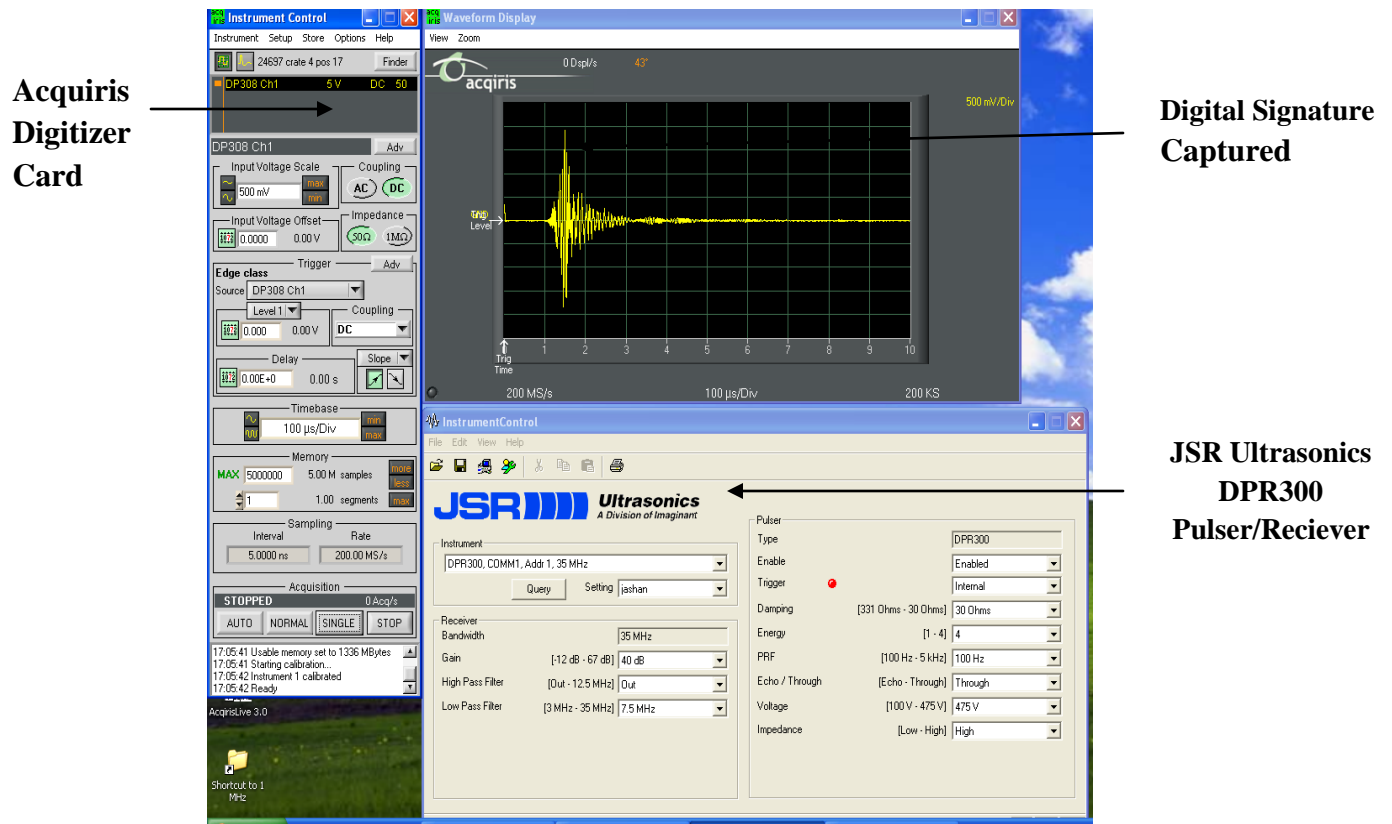 Acquiris
Digitizer
Card
Instrument Control
Instrument Setup Store Options Help
24697 crate 4 pos 17 Finder
DP308 Ch1 5 V DC 50
DP308 Ch1 Adv
Input Voltage Scale Coupling
500 mV max min AC DC
Input Voltage Offset Impedance
0.0000 0.00 V 50Ω 1MΩ
Trigger Adv
Edge class
Source DP308 Ch1
Level 1 Coupling
0.000 0.00 V DC
Delay Slope
0.00E+0 0.00 s
Timebase
100 µs/Div min max
Memory
MAX 5000000 5.00 M samples more less
1 1.00 segments max
Sampling
Interval Rate
5.0000 ns 200.00 MS/s
Acquisition
STOPPED 0 Acq/s
AUTO NORMAL SINGLE STOP
17:05:41 Usable memory set to 1336 MBytes
17:05:41 Starting calibration...
17:05:42 Instrument 1 calibrated
17:05:42 Ready
AcqirisLive 3.0
Shortcut to 1
MHz
Waveform Display
View Zoom
0 Dspl/s 43°
acqiris
500 mV/Div
Level
0 1 2 3 4 5 6 7 8 9 10
Trig
Time
200 MS/s 100 µs/Div 200 KS
Digital Signature
Captured
InstrumentControl
File Edit View Help
JSR Ultrasonics
A Division of Imaginant
Instrument
DPR300, COMM1, Addr 1, 35 MHz
Query Setting jashan
Receiver
Bandwidth 35 MHz
Gain [-12 dB - 67 dB] 40 dB
High Pass Filter [Out - 12.5 MHz] Out
Low Pass Filter [3 MHz - 35 MHz] 7.5 MHz
Pulser
Type DPR300
Enable Enabled
Trigger Internal
Damping [331 Ohms - 30 Ohms] 30 Ohms
Energy [1 - 4] 4
PRF [100 Hz - 5 kHz] 100 Hz
Echo / Through [Echo - Through] Through
Voltage [100 V - 475 V] 475 V
Impedance [Low - High] High
JSR Ultrasonics
DPR300
Pulser/Reciever